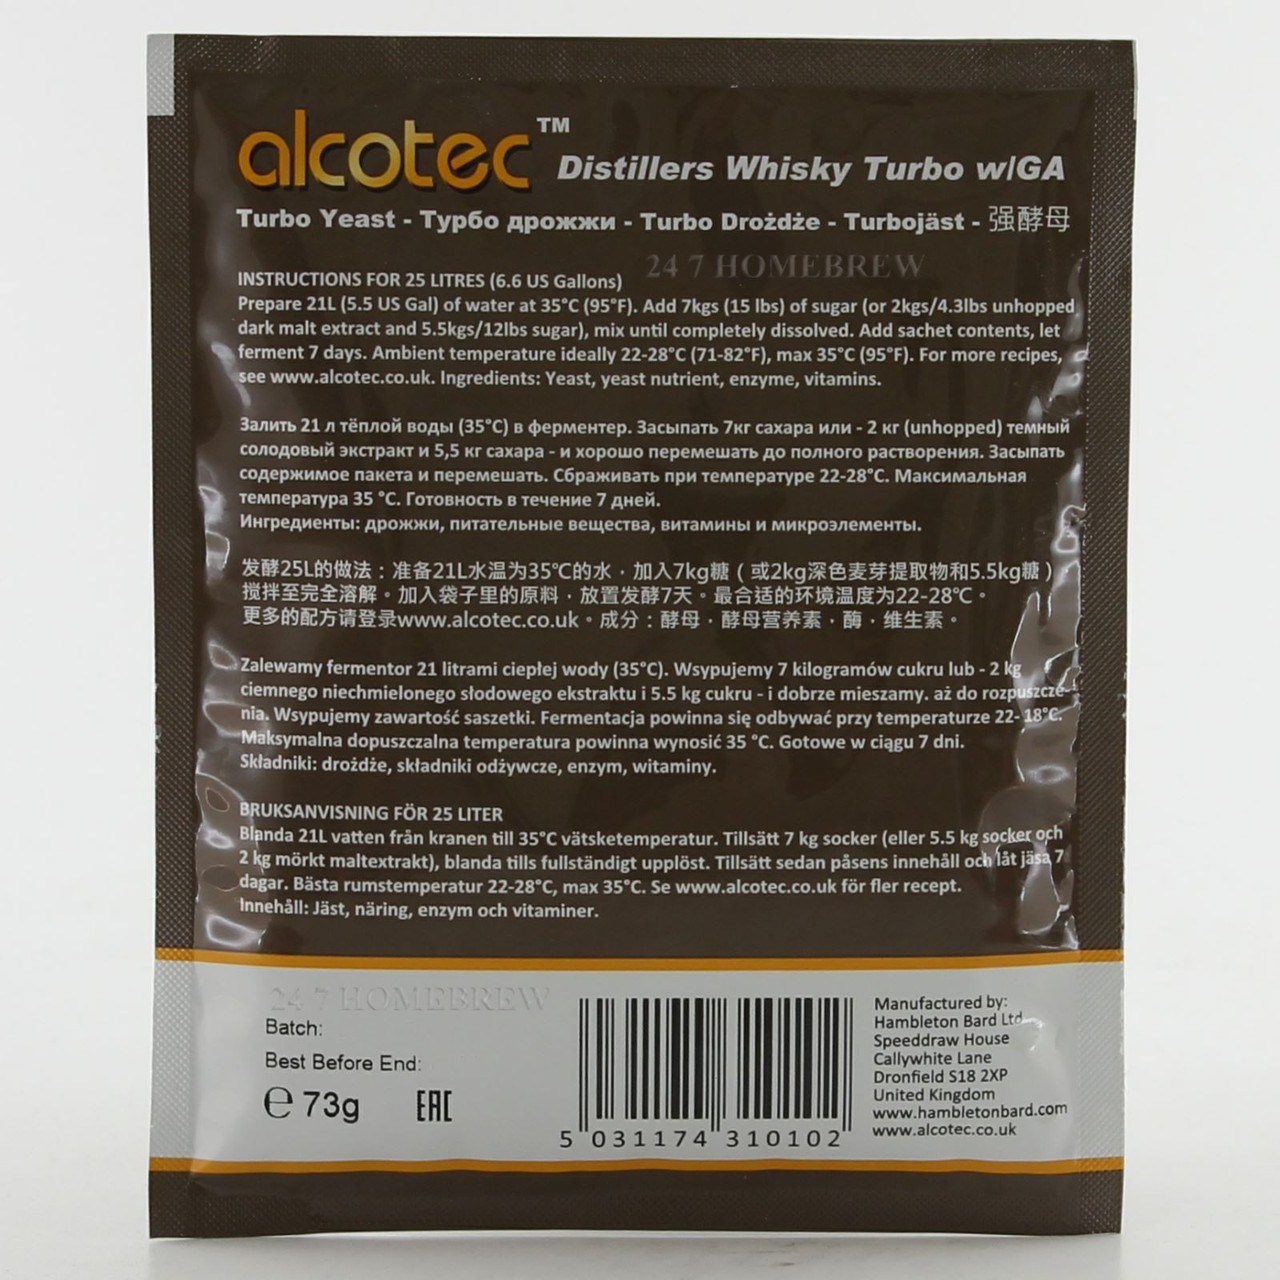 alcotec™ Distillers Whisky Turbo w/GA
Turbo Yeast - Турбо дрожжи - Turbo Drożdże - Turbojäst - 强酵母
24 7 HOMEBREW
INSTRUCTIONS FOR 25 LITRES (6.6 US Gallons)
Prepare 21L (5.5 US Gal) of water at 35°C (95°F). Add 7kgs (15 lbs) of sugar (or 2kgs/4.3lbs unhopped
dark malt extract and 5.5kgs/12lbs sugar), mix until completely dissolved. Add sachet contents, let
ferment 7 days. Ambient temperature ideally 22-28°C (71-82°F), max 35°C (95°F). For more recipes,
see www.alcotec.co.uk. Ingredients: Yeast, yeast nutrient, enzyme, vitamins.
Залить 21 л тёплой воды (35°C) в ферментер. Засыпать 7кг сахара или - 2 кг (unhopped) темный
солодовый экстракт и 5,5 кг сахара - и хорошо перемешать до полного растворения. Засыпать
содержимое пакета и перемешать. Сбраживать при температуре 22-28°C. Максимальная
температура 35 °C. Готовность в течение 7 дней.
Ингредиенты: дрожжи, питательные вещества, витамины и микроэлементы.
发酵25L的做法：准备21L水温为35℃的水，加入7kg糖（或2kg深色麦芽提取物和5.5kg糖）
搅拌至完全溶解。加入袋子里的原料，放置发酵7天。最合适的环境温度为22-28℃。
更多的配方请登录www.alcotec.co.uk。成分：酵母，酵母营养素，酶，维生素。
Zalewamy fermentor 21 litrami ciepłej wody (35°C). Wsypujemy 7 kilogramów cukru lub - 2 kg
ciemnego niechmielonego słodowego ekstraktu i 5.5 kg cukru - i dobrze mieszamy. aż do rozpuszcze-
nia. Wsypujemy zawartość saszetki. Fermentacja powinna się odbywać przy temperaturze 22- 18°C.
Maksymalna dopuszczalna temperatura powinna wynosić 35 °C. Gotowe w ciągu 7 dni.
Składniki: drożdże, składniki odżywcze, enzym, witaminy.
BRUKSANVISNING FÖR 25 LITER
Blanda 21L vatten från kranen till 35°C vätsketemperatur. Tillsätt 7 kg socker (eller 5.5 kg socker och
2 kg mörkt maltextrakt), blanda tills fullständigt upplöst. Tillsätt sedan påsens innehåll och låt jäsa 7
dagar. Bästa rumstemperatur 22-28°C, max 35°C. Se www.alcotec.co.uk för fler recept.
Innehåll: Jäst, näring, enzym och vitaminer.
24 7 HOMEBREW
Batch:
Best Before End:
℮ 73g EAC
5 031174 310102
Manufactured by:
Hambleton Bard Ltd.
Speeddraw House
Callywhite Lane
Dronfield S18 2XP
United Kingdom
www.hambletonbard.com
www.alcotec.co.uk